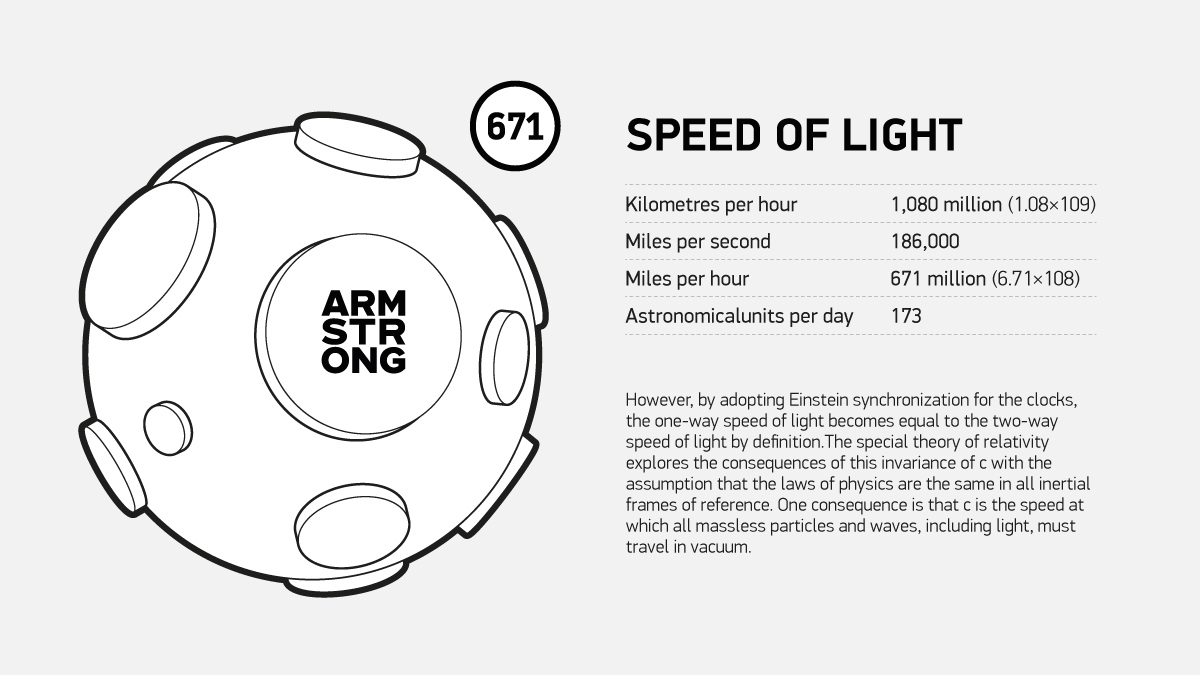 671
ARM
STR
ONG
SPEED OF LIGHT
Kilometres per hour 1,080 million (1.08×109)
Miles per second 186,000
Miles per hour 671 million (6.71×108)
Astronomicalunits per day 173
However, by adopting Einstein synchronization for the clocks,
the one-way speed of light becomes equal to the two-way
speed of light by definition.The special theory of relativity
explores the consequences of this invariance of c with the
assumption that the laws of physics are the same in all inertial
frames of reference. One consequence is that c is the speed at
which all massless particles and waves, including light, must
travel in vacuum.